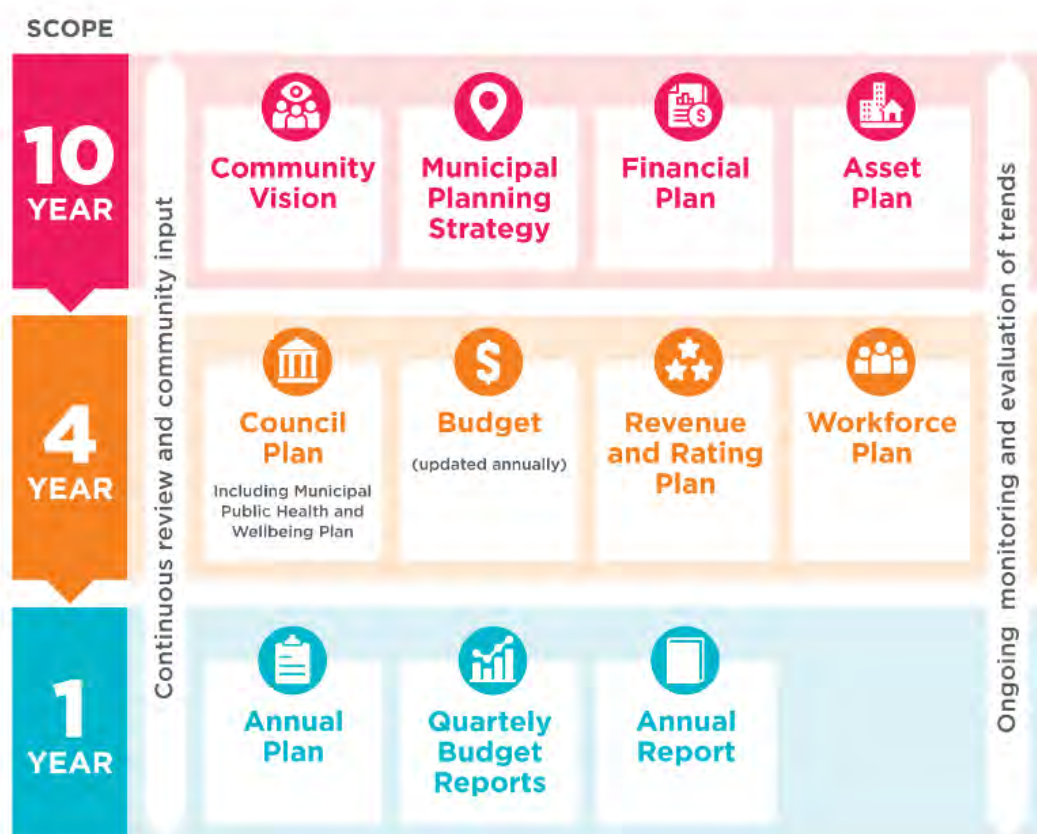 SCOPE
10
YEAR
Community
Vision
Municipal
Planning
Strategy
Financial
Plan
Asset
Plan
4
YEAR
Council
Plan
Including Municipal
Public Health and
Wellbeing Plan
Budget
(updated annually)
Revenue
and Rating
Plan
Workforce
Plan
1
YEAR
Annual
Plan
Quartely
Budget
Reports
Annual
Report
Continuous review and community input
Ongoing monitoring and evaluation of trends